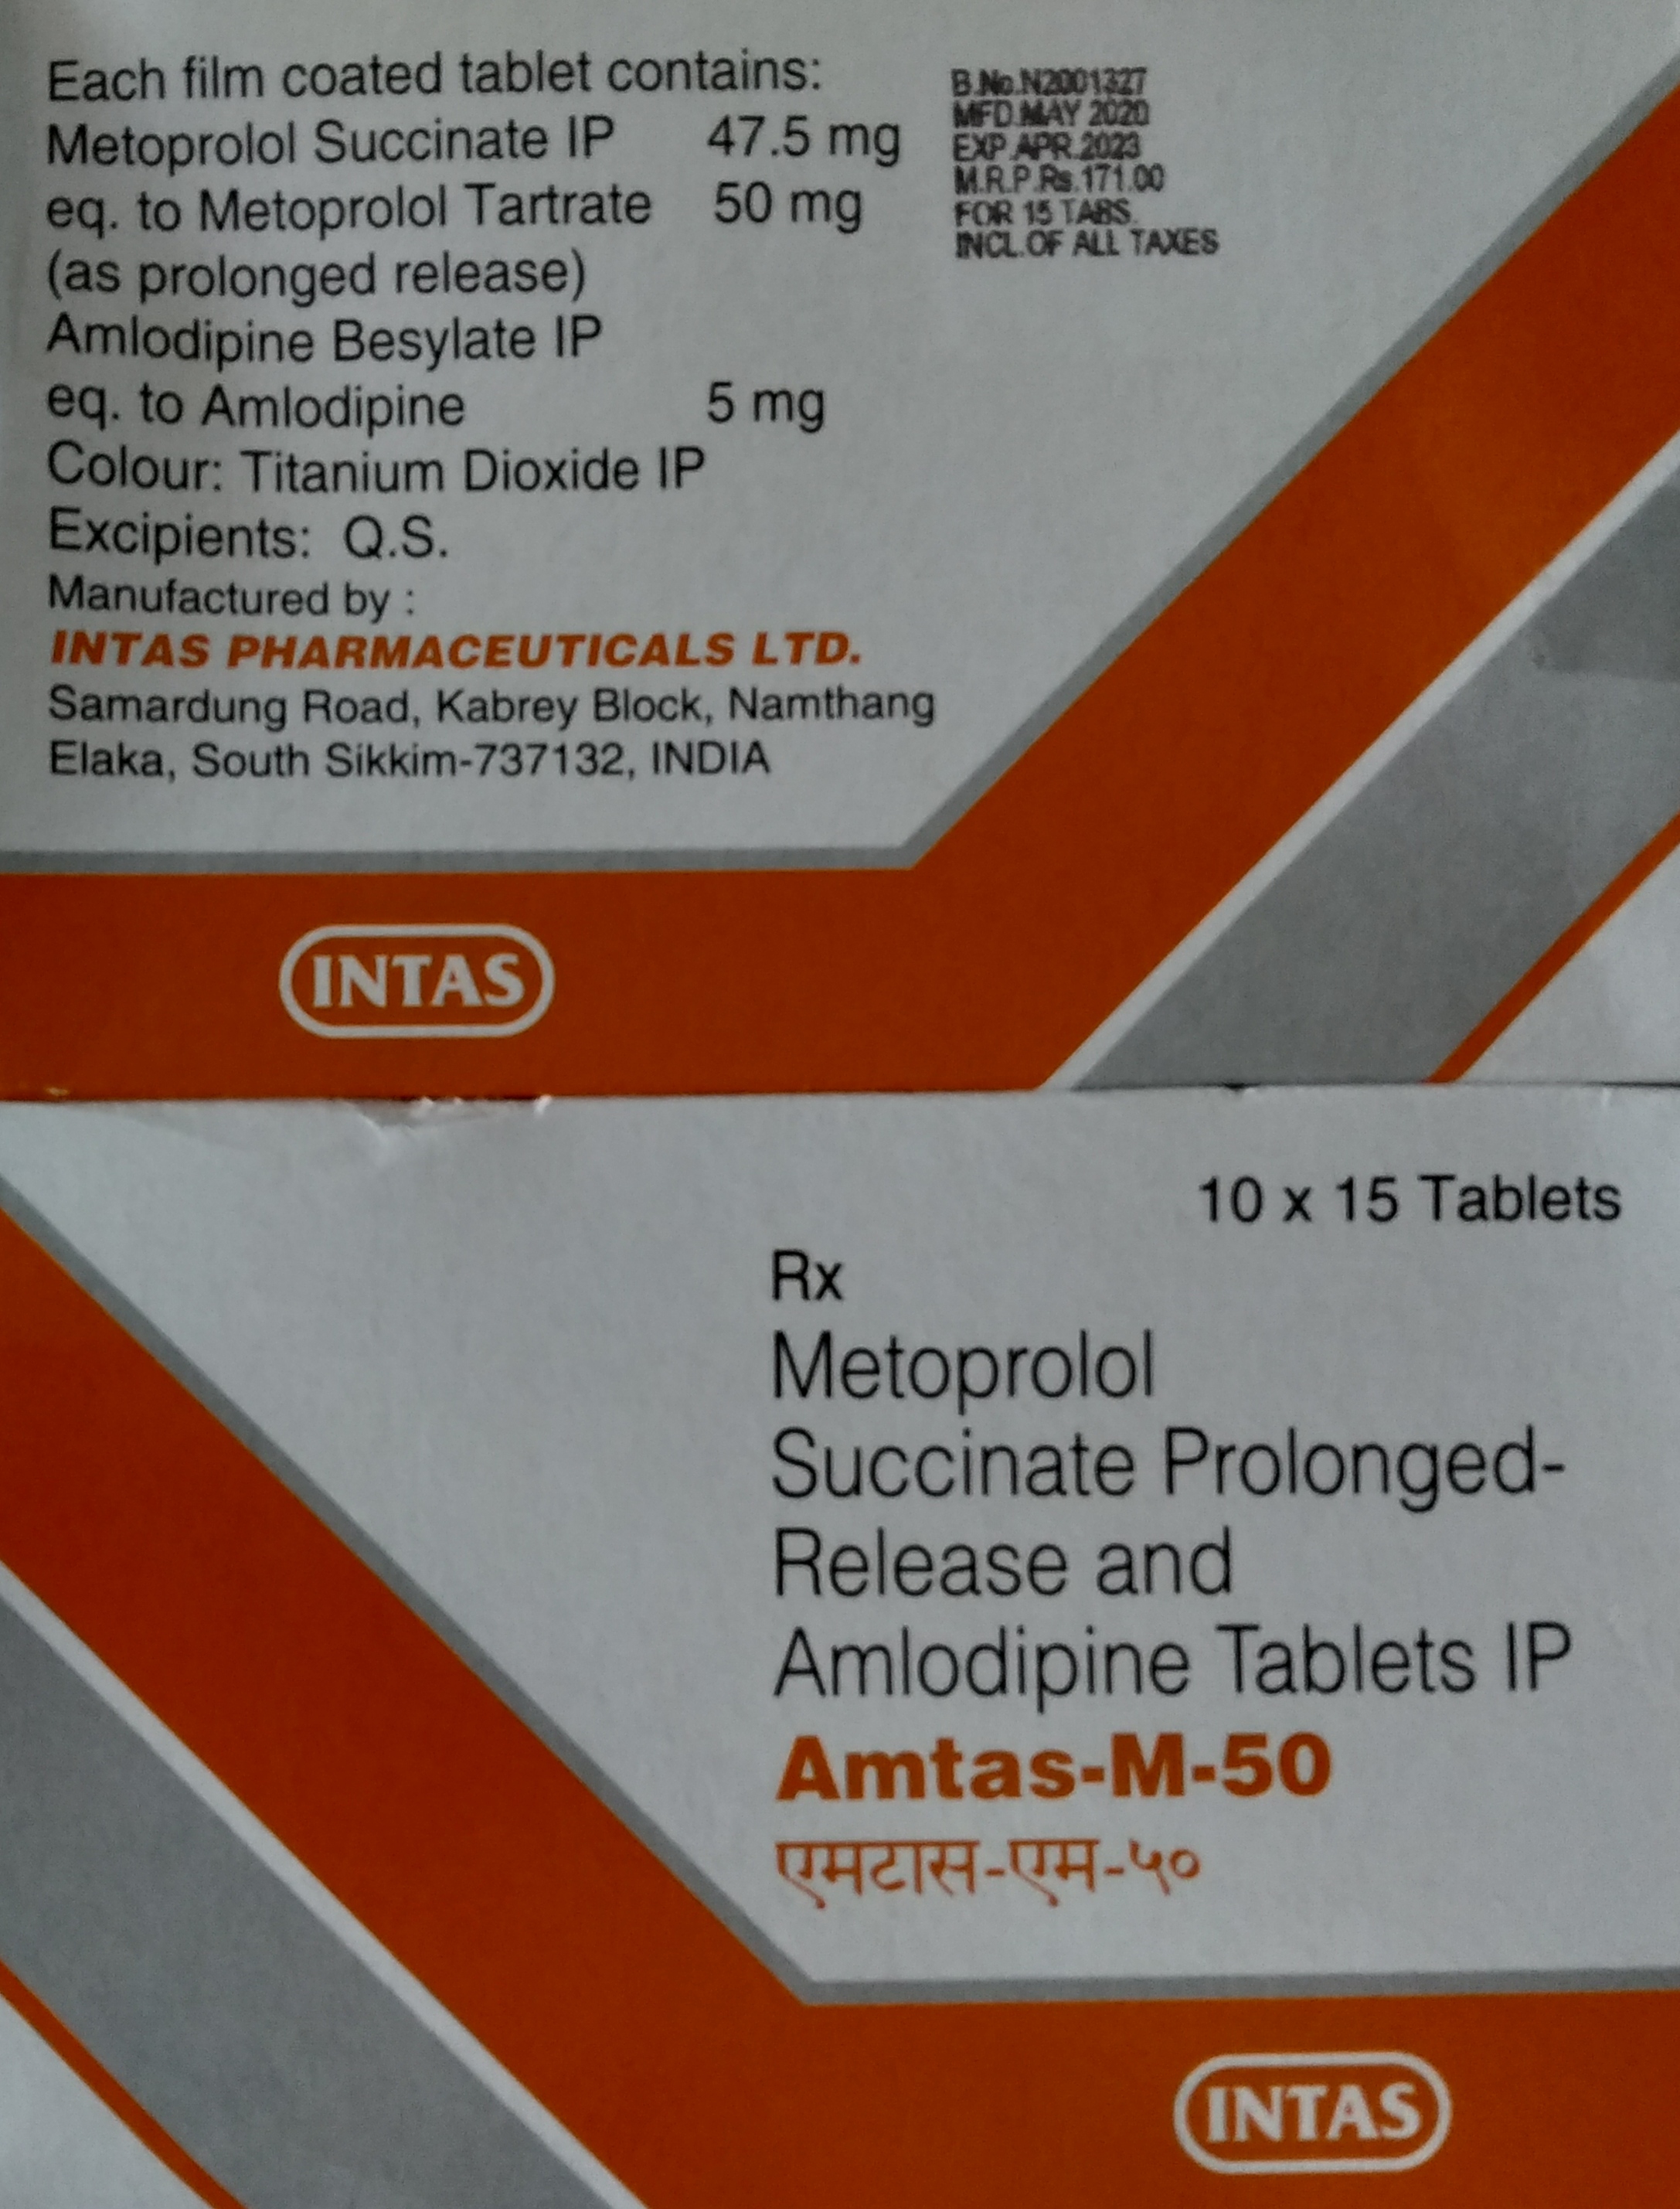 Each film coated tablet contains:
Metoprolol Succinate IP 47.5 mg
eq. to Metoprolol Tartrate 50 mg
(as prolonged release)
Amlodipine Besylate IP
eq. to Amlodipine 5 mg
Colour: Titanium Dioxide IP
Excipients: Q.S.
Manufactured by :
INTAS PHARMACEUTICALS LTD.
Samardung Road, Kabrey Block, Namthang
Elaka, South Sikkim-737132, INDIA
B.No.N2001327
MFD.MAY 2020
EXP.APR.2023
M.R.P.Rs.171.00
FOR 15 TABS.
INCL.OF ALL TAXES
INTAS
10 x 15 Tablets
Rx
Metoprolol
Succinate Prolonged-
Release and
Amlodipine Tablets IP
Amtas-M-50
एमटास-एम-५०
INTAS